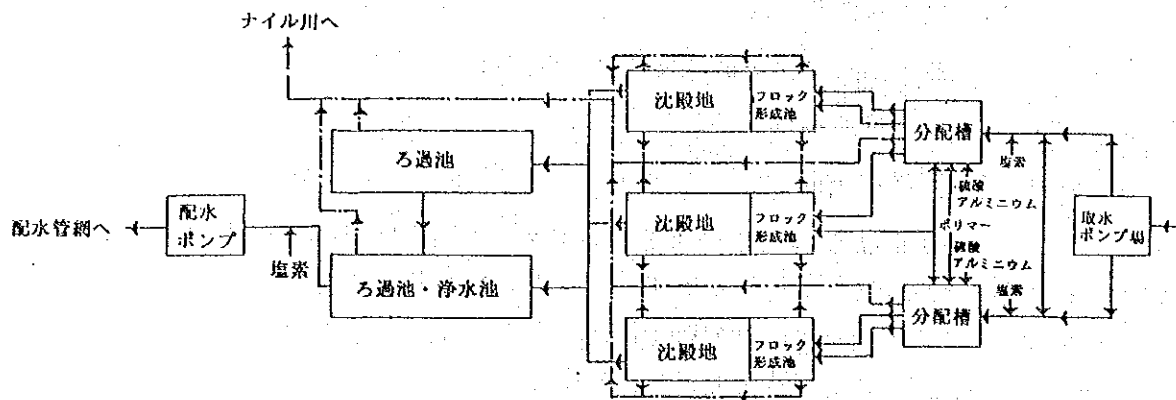 ナイル川へ
沈殿地
フロック
形成池
分配槽
塩素
ろ過池
硫酸
アルミニウム
ポリマー
硫酸
アルミニウム
取水
ポンプ場
沈殿地
フロック
形成池
配水管網へ
配水
ポンプ
塩素
ろ過池・浄水池
塩素
分配槽
沈殿地
フロック
形成池